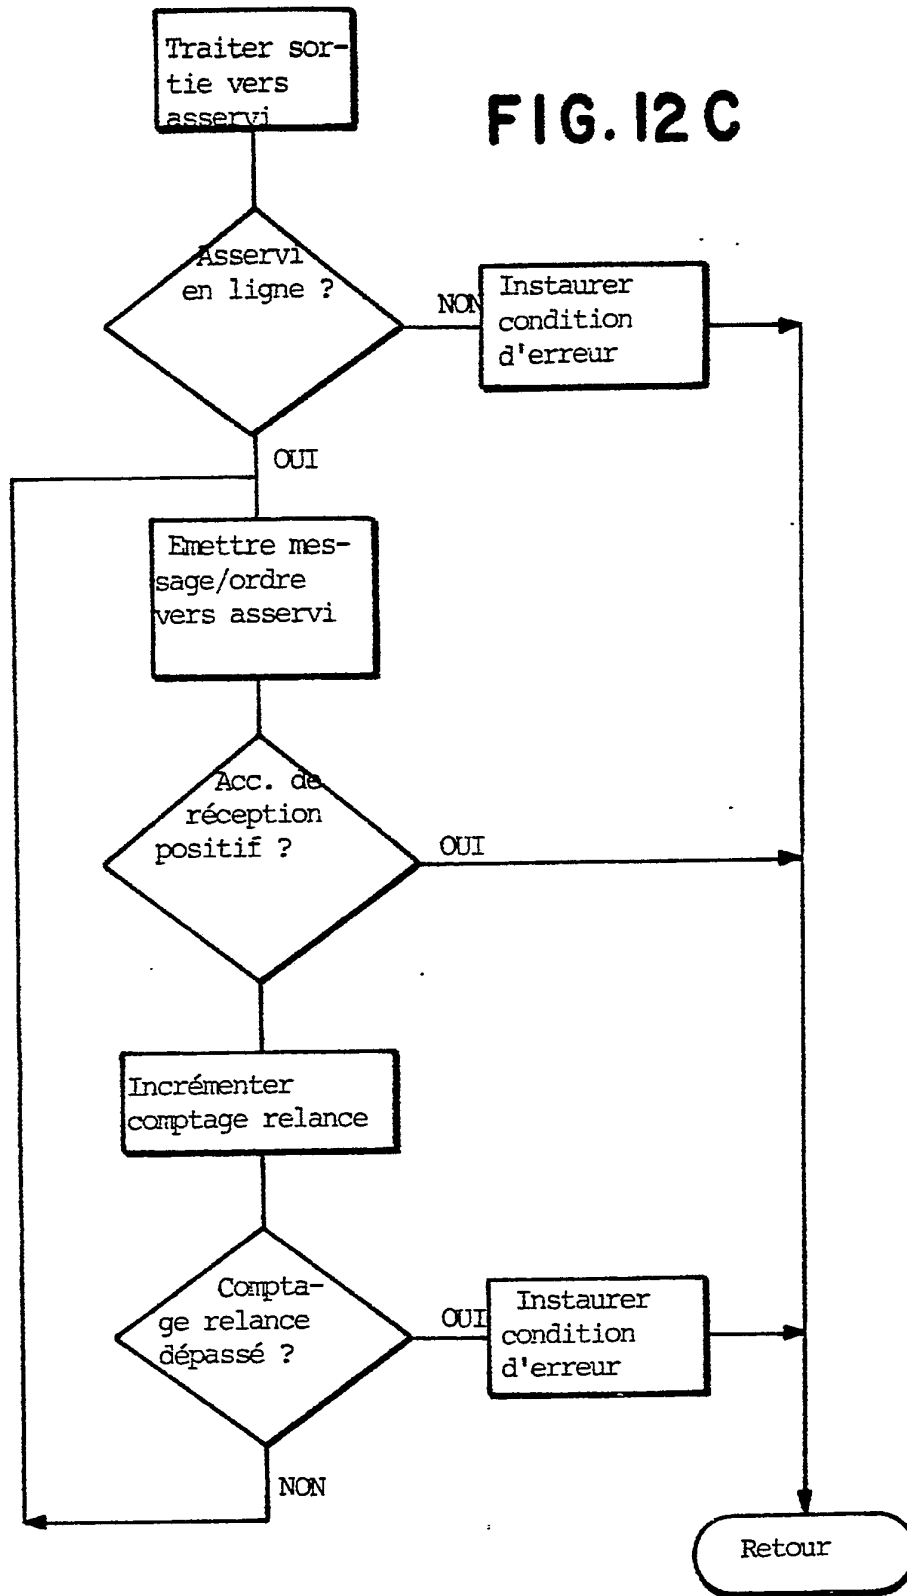 Traiter sor-
tie vers
asservi
FIG. 12 C
Asservi
en ligne ?
NON
Instaurer
condition
d'erreur
OUI
Emettre mes-
sage/ordre
vers asservi
Acc. de
réception
positif ?
OUI
Incrémenter
comptage relance
Compta-
ge relance
dépassé ?
OUI
Instaurer
condition
d'erreur
NON
Retour